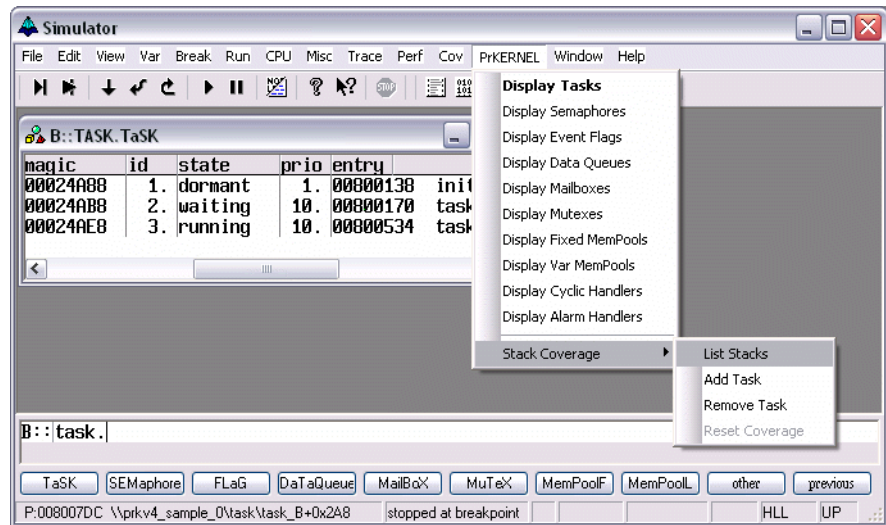 Simulator
File Edit View Var Break Run CPU Misc Trace Perf Cov PrKERNEL Window Help
NOP STOP 010 101
Display Tasks
Display Semaphores
Display Event Flags
Display Data Queues
Display Mailboxes
Display Mutexes
Display Fixed MemPools
Display Var MemPools
Display Cyclic Handlers
Display Alarm Handlers
Stack Coverage
List Stacks
Add Task
Remove Task
Reset Coverage
B::TASK.TaSK
magic id state prio entry
00024A88 1. dormant 1. 00800138 init
00024AB8 2. waiting 10. 00800170 task
00024AE8 3. running 10. 00800534 task
B::task.
TaSK SEMaphore FLaG DaTaQueue MailBoX MuTeX MemPoolF MemPoolL other previous
P:008007DC \\prkv4_sample_0\task\task_B+0x2A8 stopped at breakpoint HLL UP